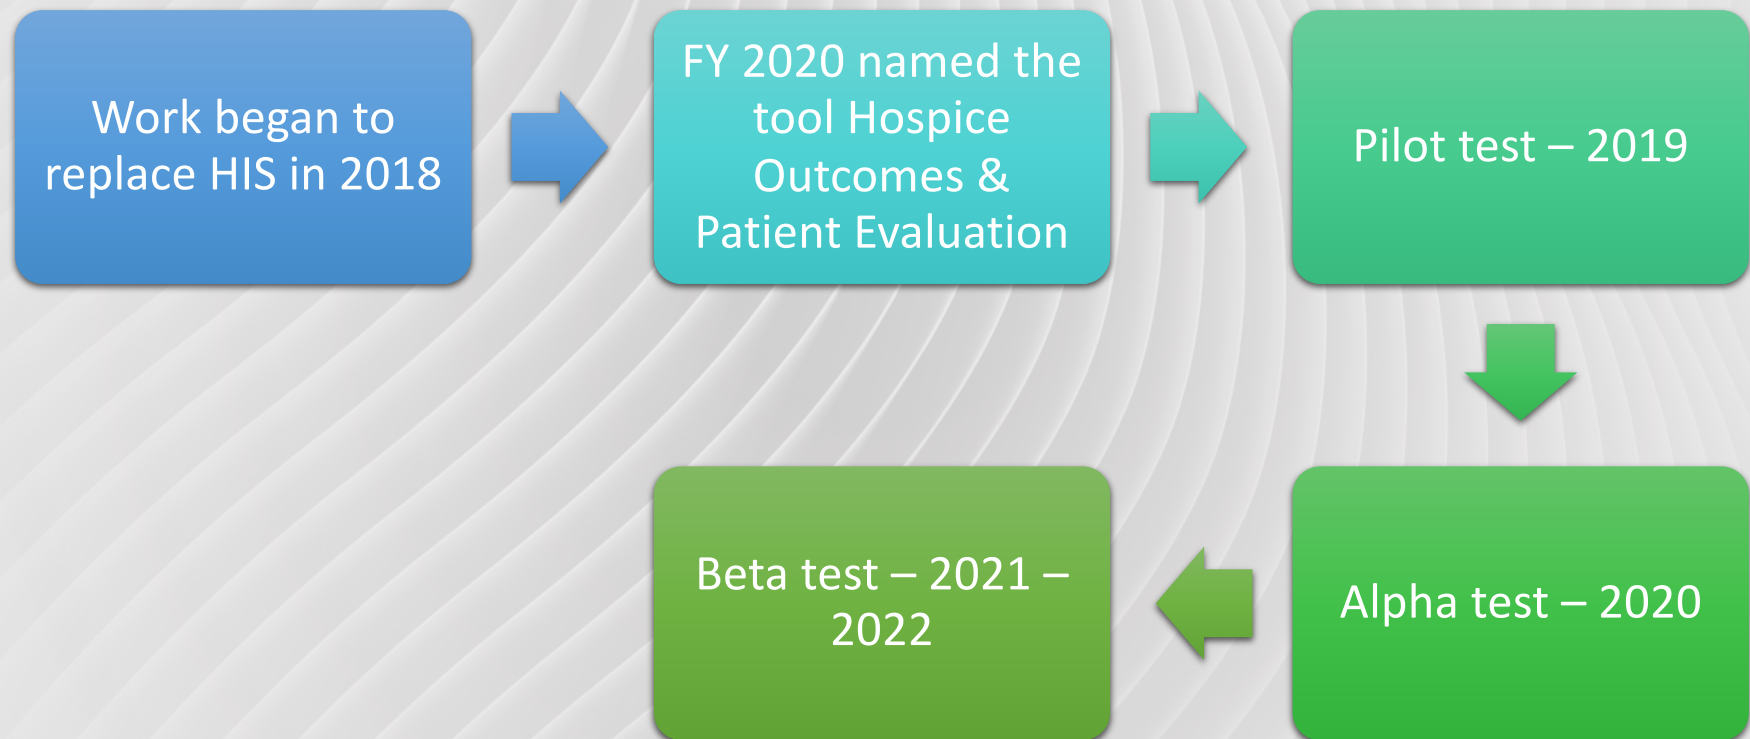 Work began to
replace HIS in 2018
FY 2020 named the
tool Hospice
Outcomes &
Patient Evaluation
Pilot test – 2019
Alpha test – 2020
Beta test – 2021 –
2022